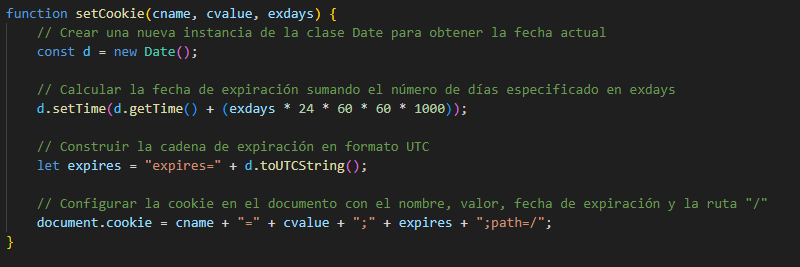 function setCookie(cname, cvalue, exdays) {
// Crear una nueva instancia de la clase Date para obtener la fecha actual
const d = new Date();
// Calcular la fecha de expiración sumando el número de días especificado en exdays
d.setTime(d.getTime() + (exdays * 24 * 60 * 60 * 1000));
// Construir la cadena de expiración en formato UTC
let expires = "expires=" + d.toUTCString();
// Configurar la cookie en el documento con el nombre, valor, fecha de expiración y la ruta "/"
document.cookie = cname + "=" + cvalue + ";" + expires + ";path=/";
}